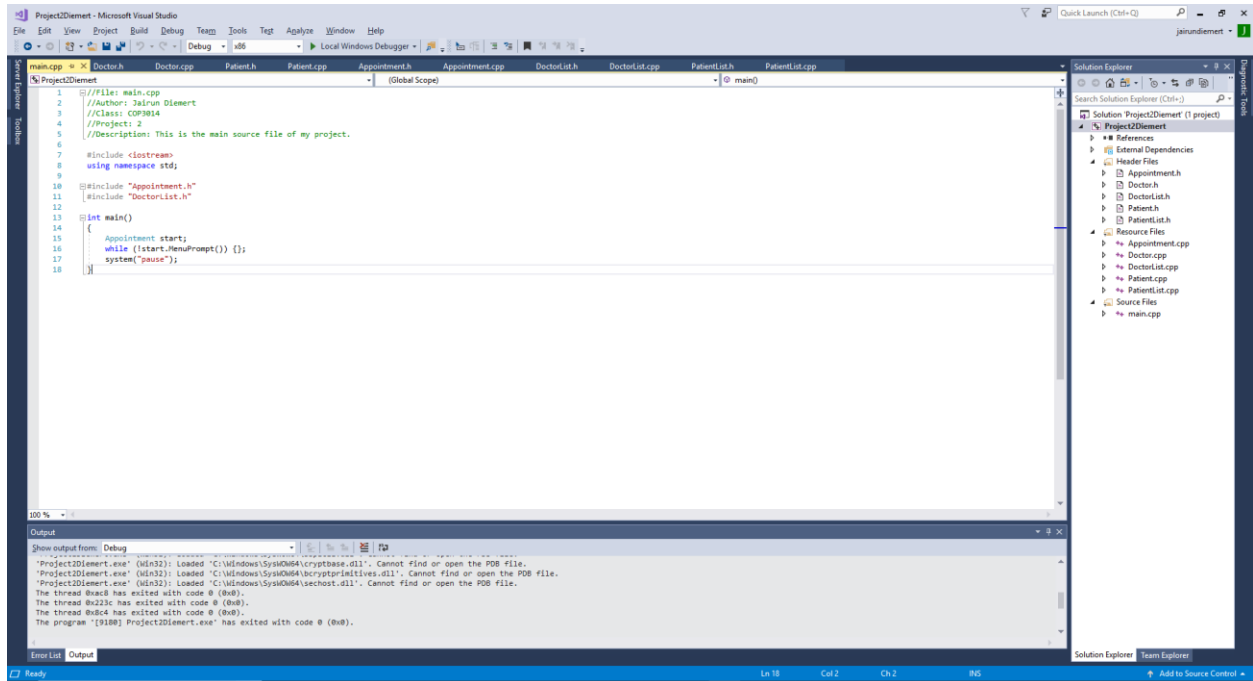 Project2Diemert - Microsoft Visual Studio
Quick Launch (Ctrl+Q)
File Edit View Project Build Debug Team Tools Test Analyze Window Help
jairundiemert
J
Debug x86 Local Windows Debugger
Server Explorer
Toolbox
main.cpp Doctor.h Doctor.cpp Patient.h Patient.cpp Appointment.h Appointment.cpp DoctorList.h DoctorList.cpp PatientList.h PatientList.cpp
Project2Diemert (Global Scope) main()
1 //File: main.cpp
2 //Author: Jairun Diemert
3 //Class: COP3014
4 //Project: 2
5 //Description: This is the main source file of my project.
6
7 #include <iostream>
8 using namespace std;
9
10 #include "Appointment.h"
11 #include "DoctorList.h"
12
13 int main()
14 {
15 Appointment start;
16 while (!start.MenuPrompt()) {};
17 system("pause");
18 }
100 %
Output
Show output from: Debug
'Project2Diemert.exe' (Win32): Loaded 'C:\Windows\SysWOW64\cryptbase.dll'. Cannot find or open the PDB file.
'Project2Diemert.exe' (Win32): Loaded 'C:\Windows\SysWOW64\bcryptprimitives.dll'. Cannot find or open the PDB file.
'Project2Diemert.exe' (Win32): Loaded 'C:\Windows\SysWOW64\sechost.dll'. Cannot find or open the PDB file.
The thread 0xac8 has exited with code 0 (0x0).
The thread 0x223c has exited with code 0 (0x0).
The thread 0x8c4 has exited with code 0 (0x0).
The program '[9180] Project2Diemert.exe' has exited with code 0 (0x0).
Error List Output
Solution Explorer
Search Solution Explorer (Ctrl+;)
Solution 'Project2Diemert' (1 project)
Project2Diemert
References
External Dependencies
Header Files
Appointment.h
Doctor.h
DoctorList.h
Patient.h
PatientList.h
Resource Files
Appointment.cpp
Doctor.cpp
DoctorList.cpp
Patient.cpp
PatientList.cpp
Source Files
main.cpp
Solution Explorer Team Explorer
Diagnostic Tools
Ready Ln 18 Col 2 Ch 2 INS Add to Source Control